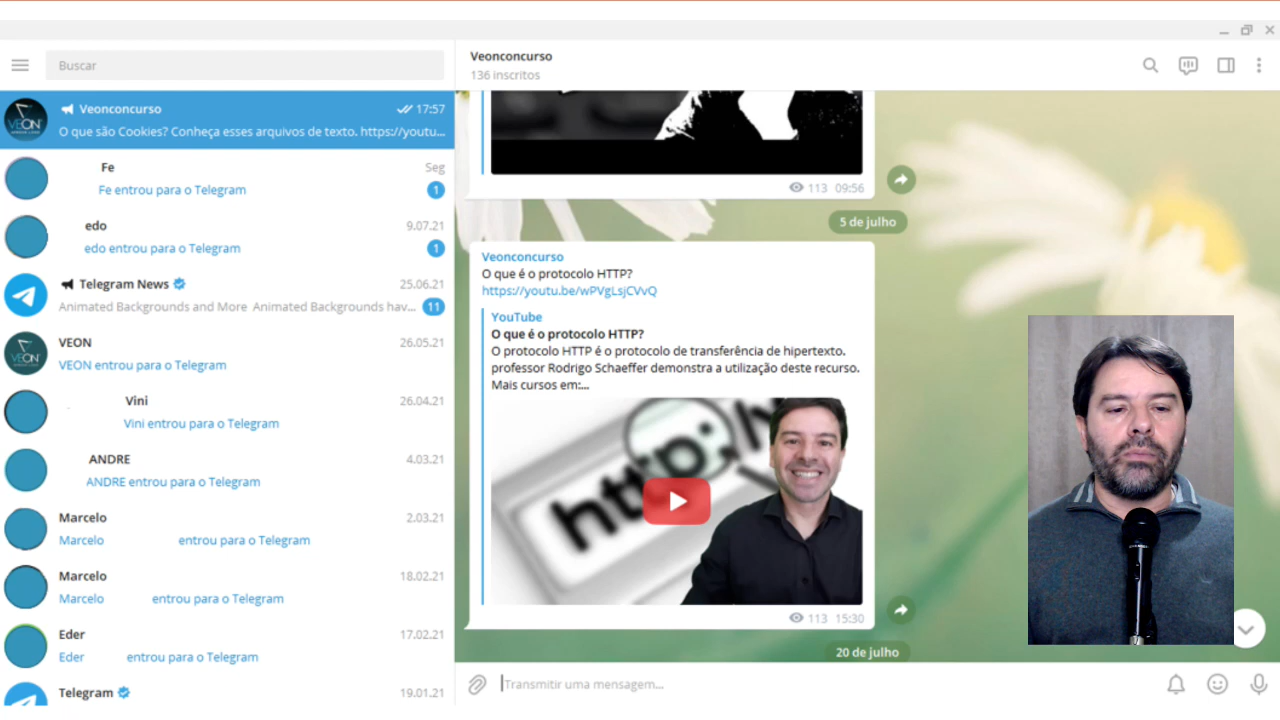 Buscar
Veonconcurso 17:57
O que são Cookies? Conheça esses arquivos de texto. https://youtu...
Fe Seg
Fe entrou para o Telegram 1
edo 9.07.21
edo entrou para o Telegram 1
Telegram News 25.06.21
Animated Backgrounds and More Animated Backgrounds hav... 11
VEON 26.05.21
VEON entrou para o Telegram
Vini 26.04.21
Vini entrou para o Telegram
ANDRE 4.03.21
ANDRE entrou para o Telegram
Marcelo 2.03.21
Marcelo entrou para o Telegram
Marcelo 18.02.21
Marcelo entrou para o Telegram
Eder 17.02.21
Eder entrou para o Telegram
Telegram 19.01.21
Veonconcurso
136 inscritos
113 09:56
5 de julho
Veonconcurso
O que é o protocolo HTTP?
https://youtu.be/wPVgLsjCVvQ
YouTube
O que é o protocolo HTTP?
O protocolo HTTP é o protocolo de transferência de hipertexto.
professor Rodrigo Schaeffer demonstra a utilização deste recurso.
Mais cursos em:...
http:
113 15:30
20 de julho
Transmitir uma mensagem...